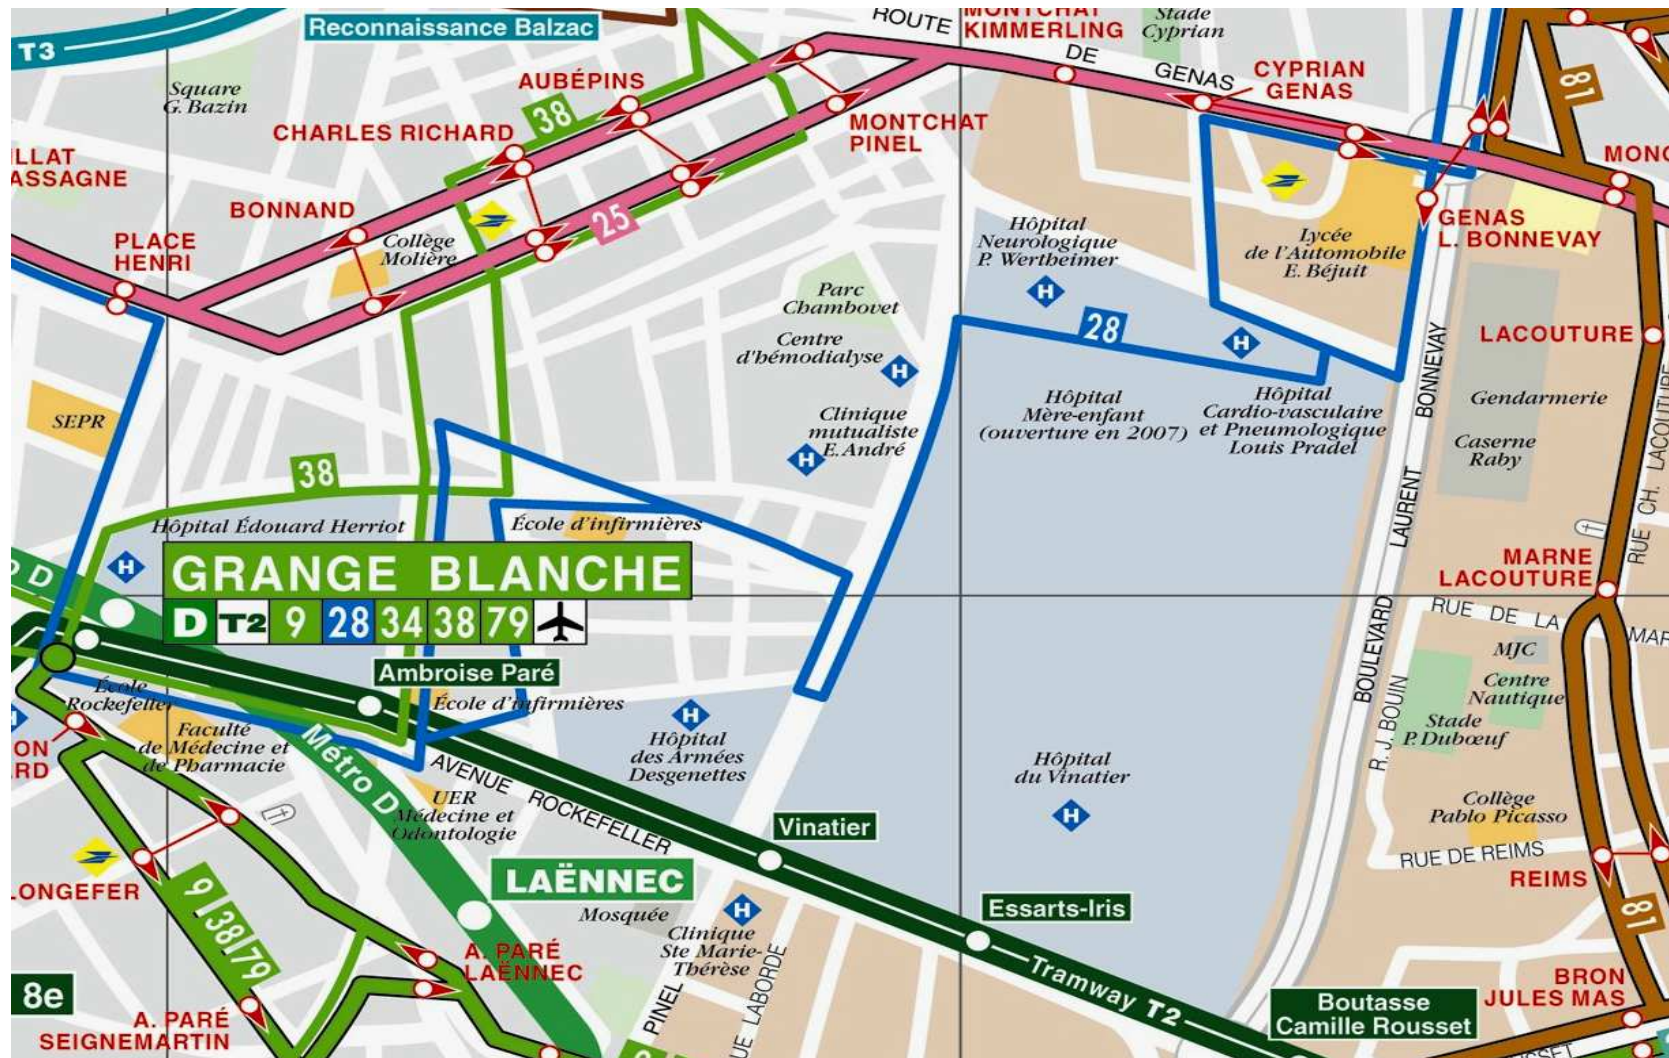 T3
Reconnaissance Balzac
ROUTE
DE
GENAS
MONTCHAT
KIMMERLING
Stade
Cyprian
81
Square
G. Bazin
AUBÉPINS
38
CHARLES RICHARD
CYPRIAN
GENAS
MONTCHAT
PINEL
ILLAT
ASSAGNE
BONNAND
25
MONC
PLACE
HENRI
Collège
Molière
Hôpital
Neurologique
P. Wertheimer
H
Lycée
de l'Automobile
E. Béjuit
GENAS
L. BONNEVAY
Parc
Chambovet
28
H
LACOUTURE
Centre
d'hémodialyse
H
SEPR
Clinique
mutualiste
E. André
H
Hôpital
Mère-enfant
(ouverture en 2007)
Hôpital
Cardio-vasculaire
et Pneumologique
Louis Pradel
BOULEVARD
LAURENT
BONNEVAY
Gendarmerie
Caserne
Raby
RUE CH. LACOUTURE
38
Hôpital Édouard Herriot
École d'infirmières
H
o D
GRANGE BLANCHE
D T2 9 28 34 38 79
MARNE
LACOUTURE
RUE DE LA
MAR
Ambroise Paré
MJC
Centre
Nautique
École
Rockefeller
École d'infirmières
H
H
Stade
P. Dubœuf
R. J. BOUIN
ON
ARD
Faculté
de Médecine et
de Pharmacie
Métro D
Hôpital
des Armées
Desgenettes
Hôpital
du Vinatier
H
AVENUE ROCKEFELLER
UER
Médecine et
Odontologie
Vinatier
Collège
Pablo Picasso
RUE DE REIMS
REIMS
LONGEFER
LAËNNEC
9 38 79
Mosquée
H
Clinique
Ste Marie-
Thérèse
Essarts-Iris
81
A. PARÉ
LAËNNEC
PINEL
UE LABORDE
Tramway T2
8e
A. PARÉ
SEIGNEMARTIN
Boutasse
Camille Rousset
BRON
JULES MAS
USSET